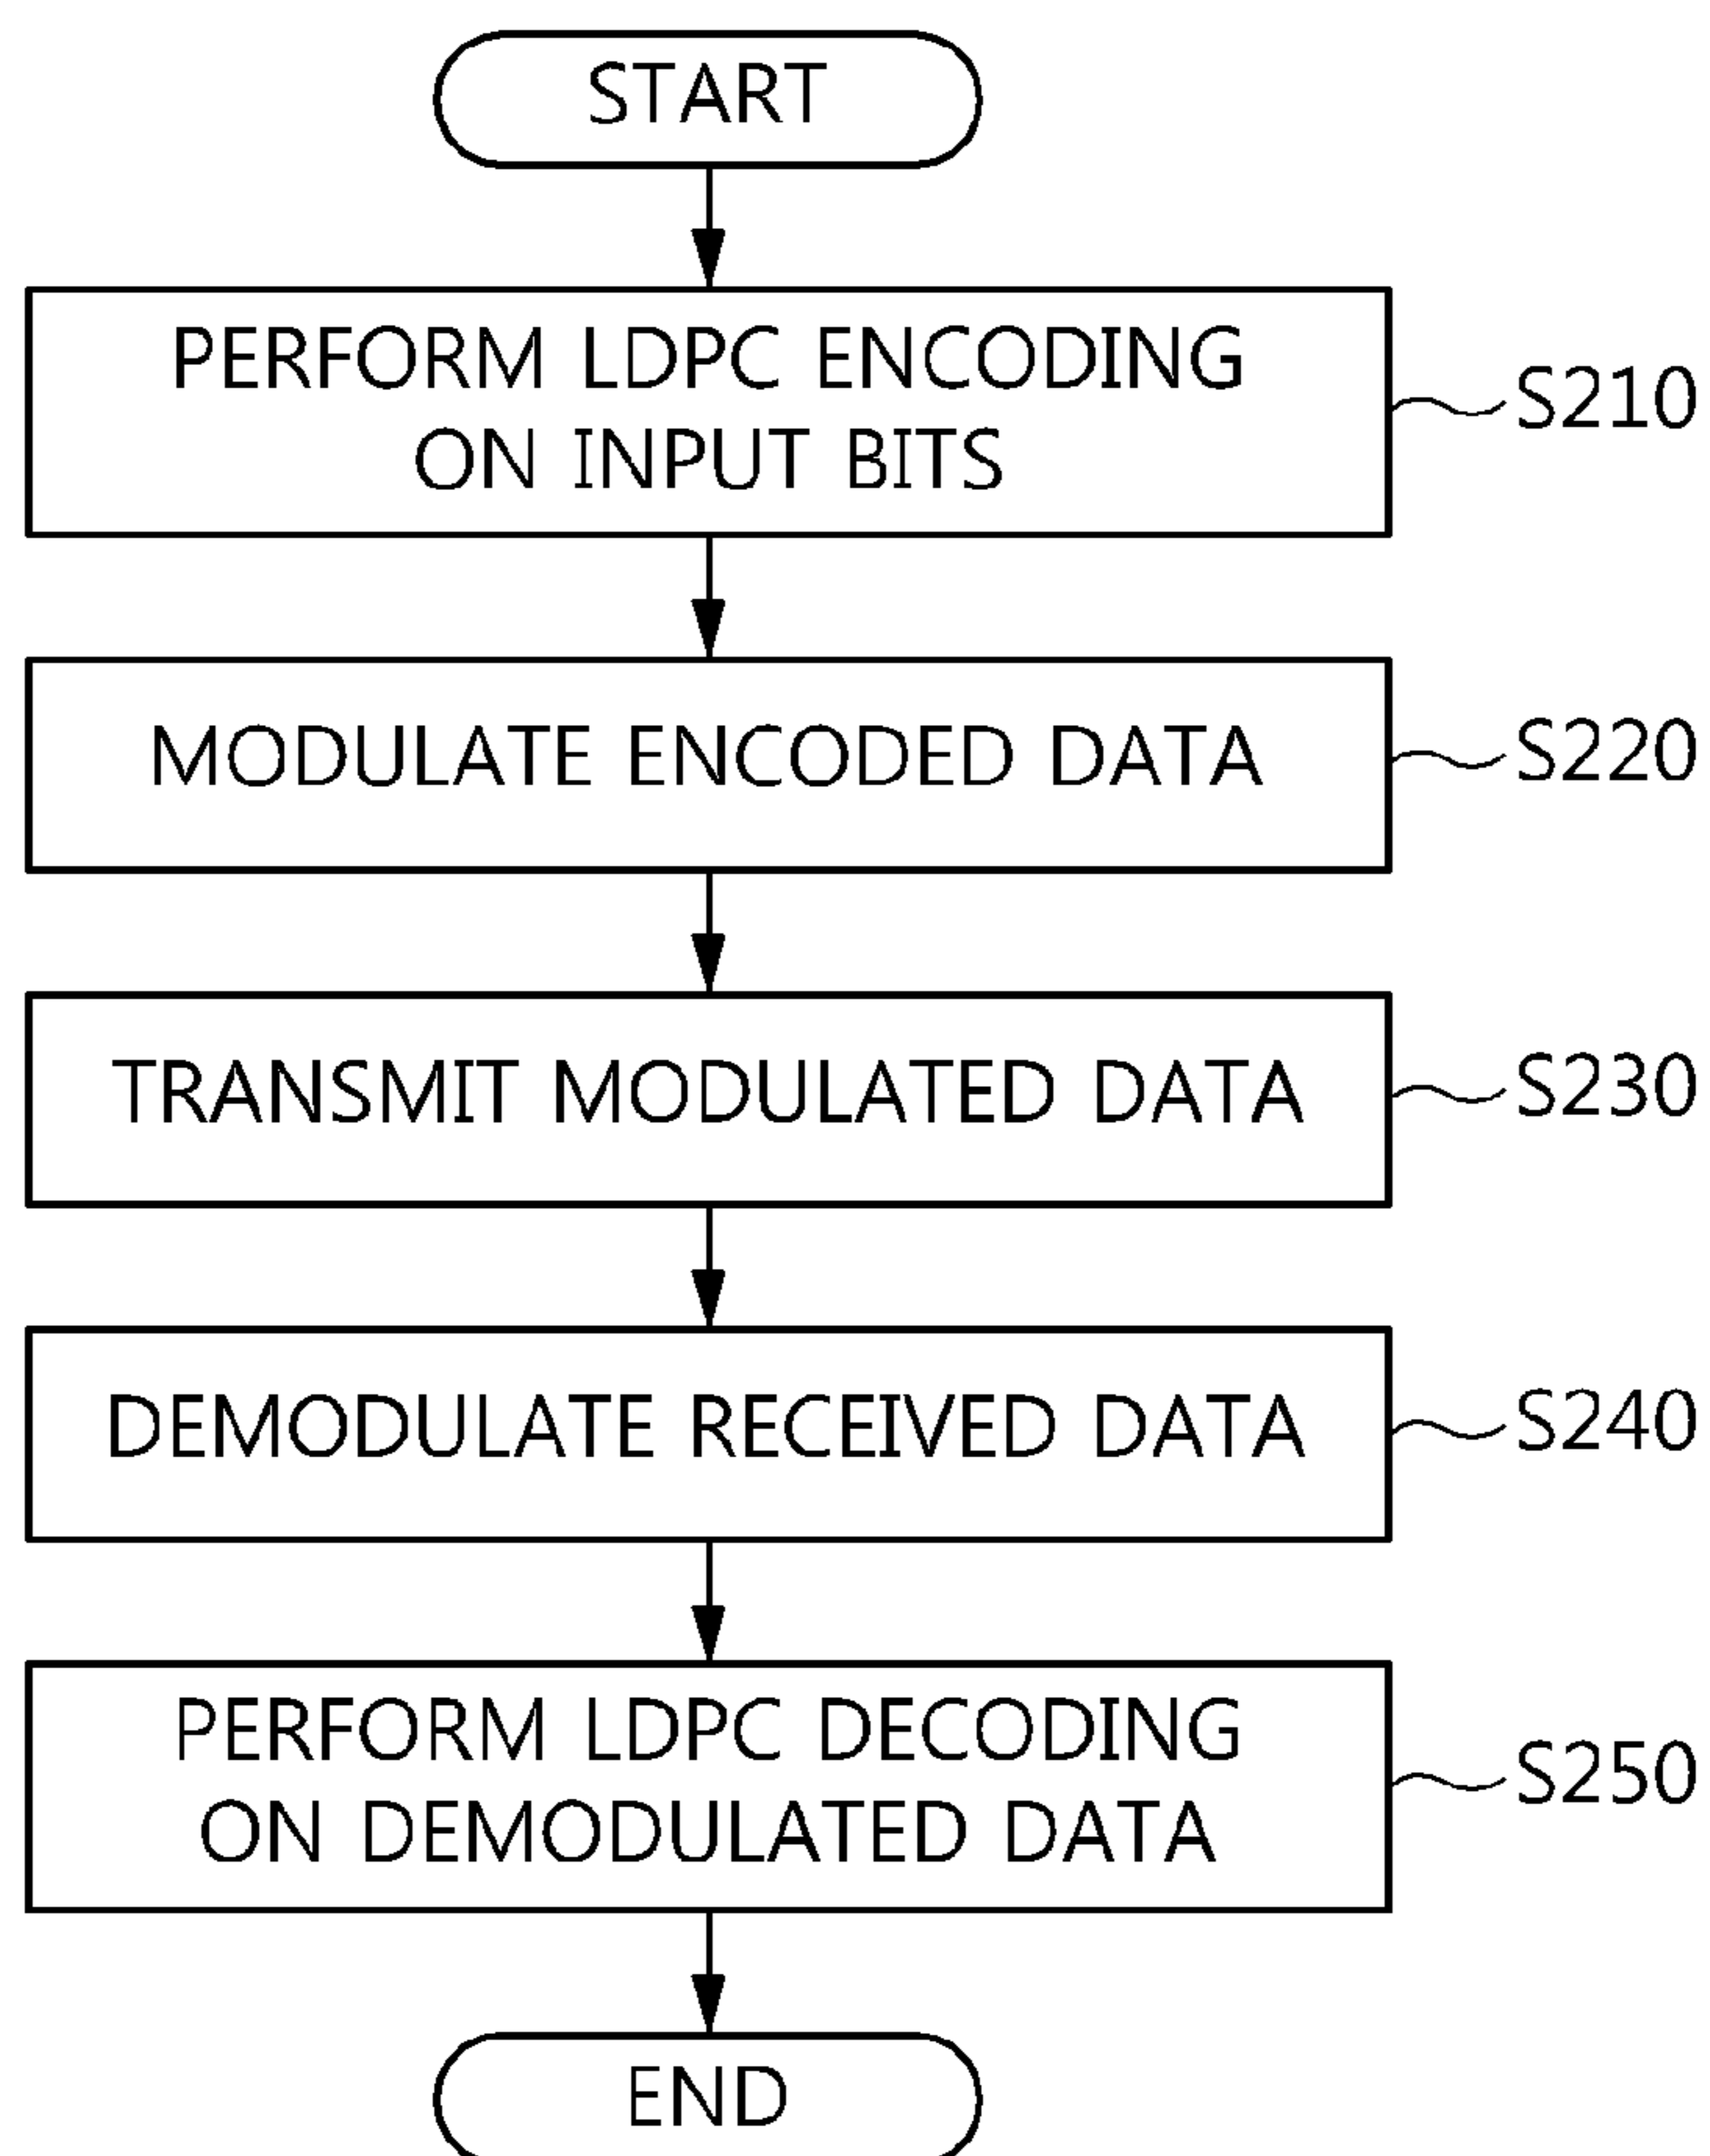 START
PERFORM LDPC ENCODING
ON INPUT BITS
S210
MODULATE ENCODED DATA
S220
TRANSMIT MODULATED DATA
S230
DEMODULATE RECEIVED DATA
S240
PERFORM LDPC DECODING
ON DEMODULATED DATA
S250
END